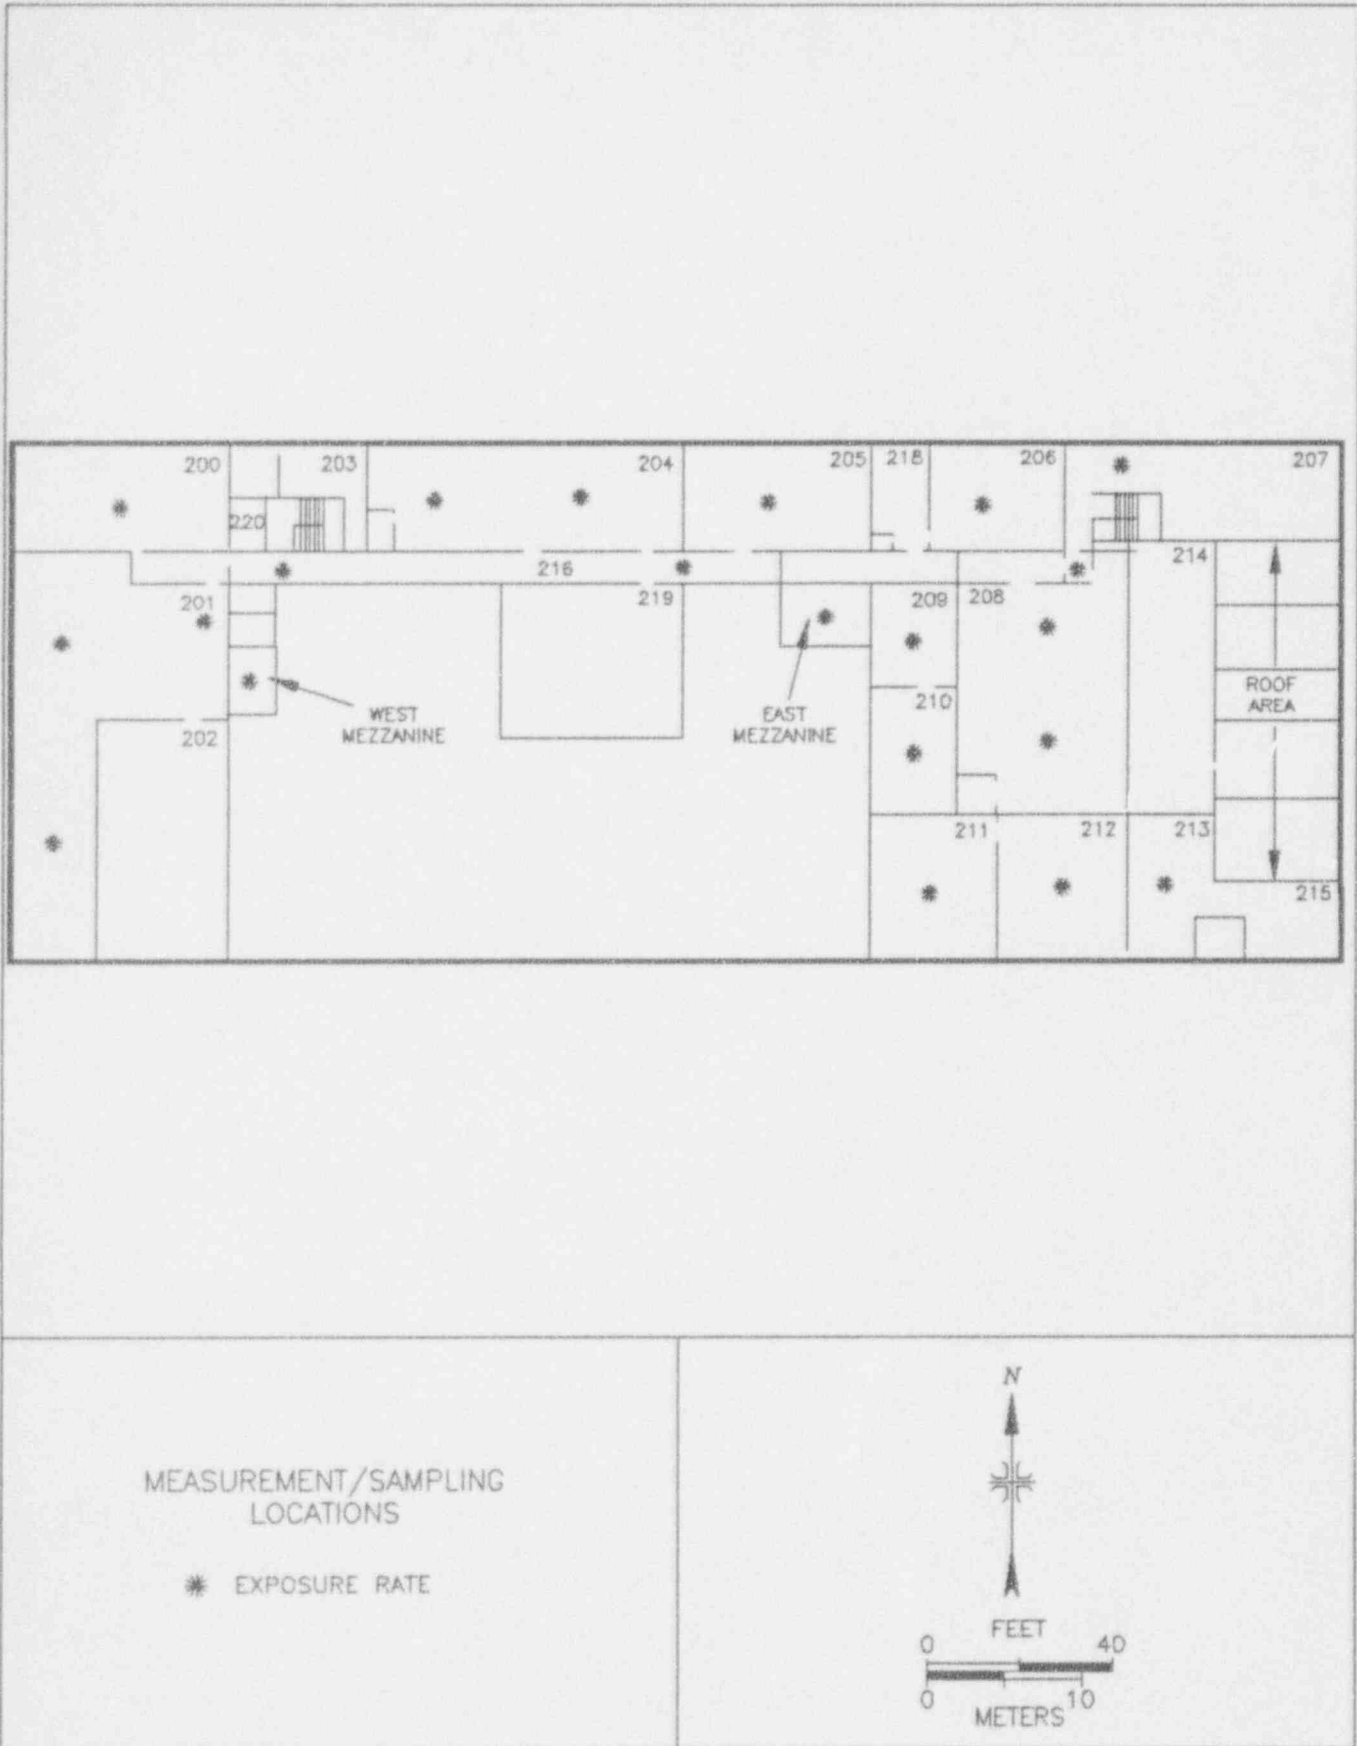 200
203
204
205
218
206
207
220
216
214
201
219
209
208
210
ROOF
AREA
WEST
MEZZANINE
EAST
MEZZANINE
202
211
212
213
215
MEASUREMENT/SAMPLING
LOCATIONS
EXPOSURE RATE
N
FEET
0 40
0 10
METERS